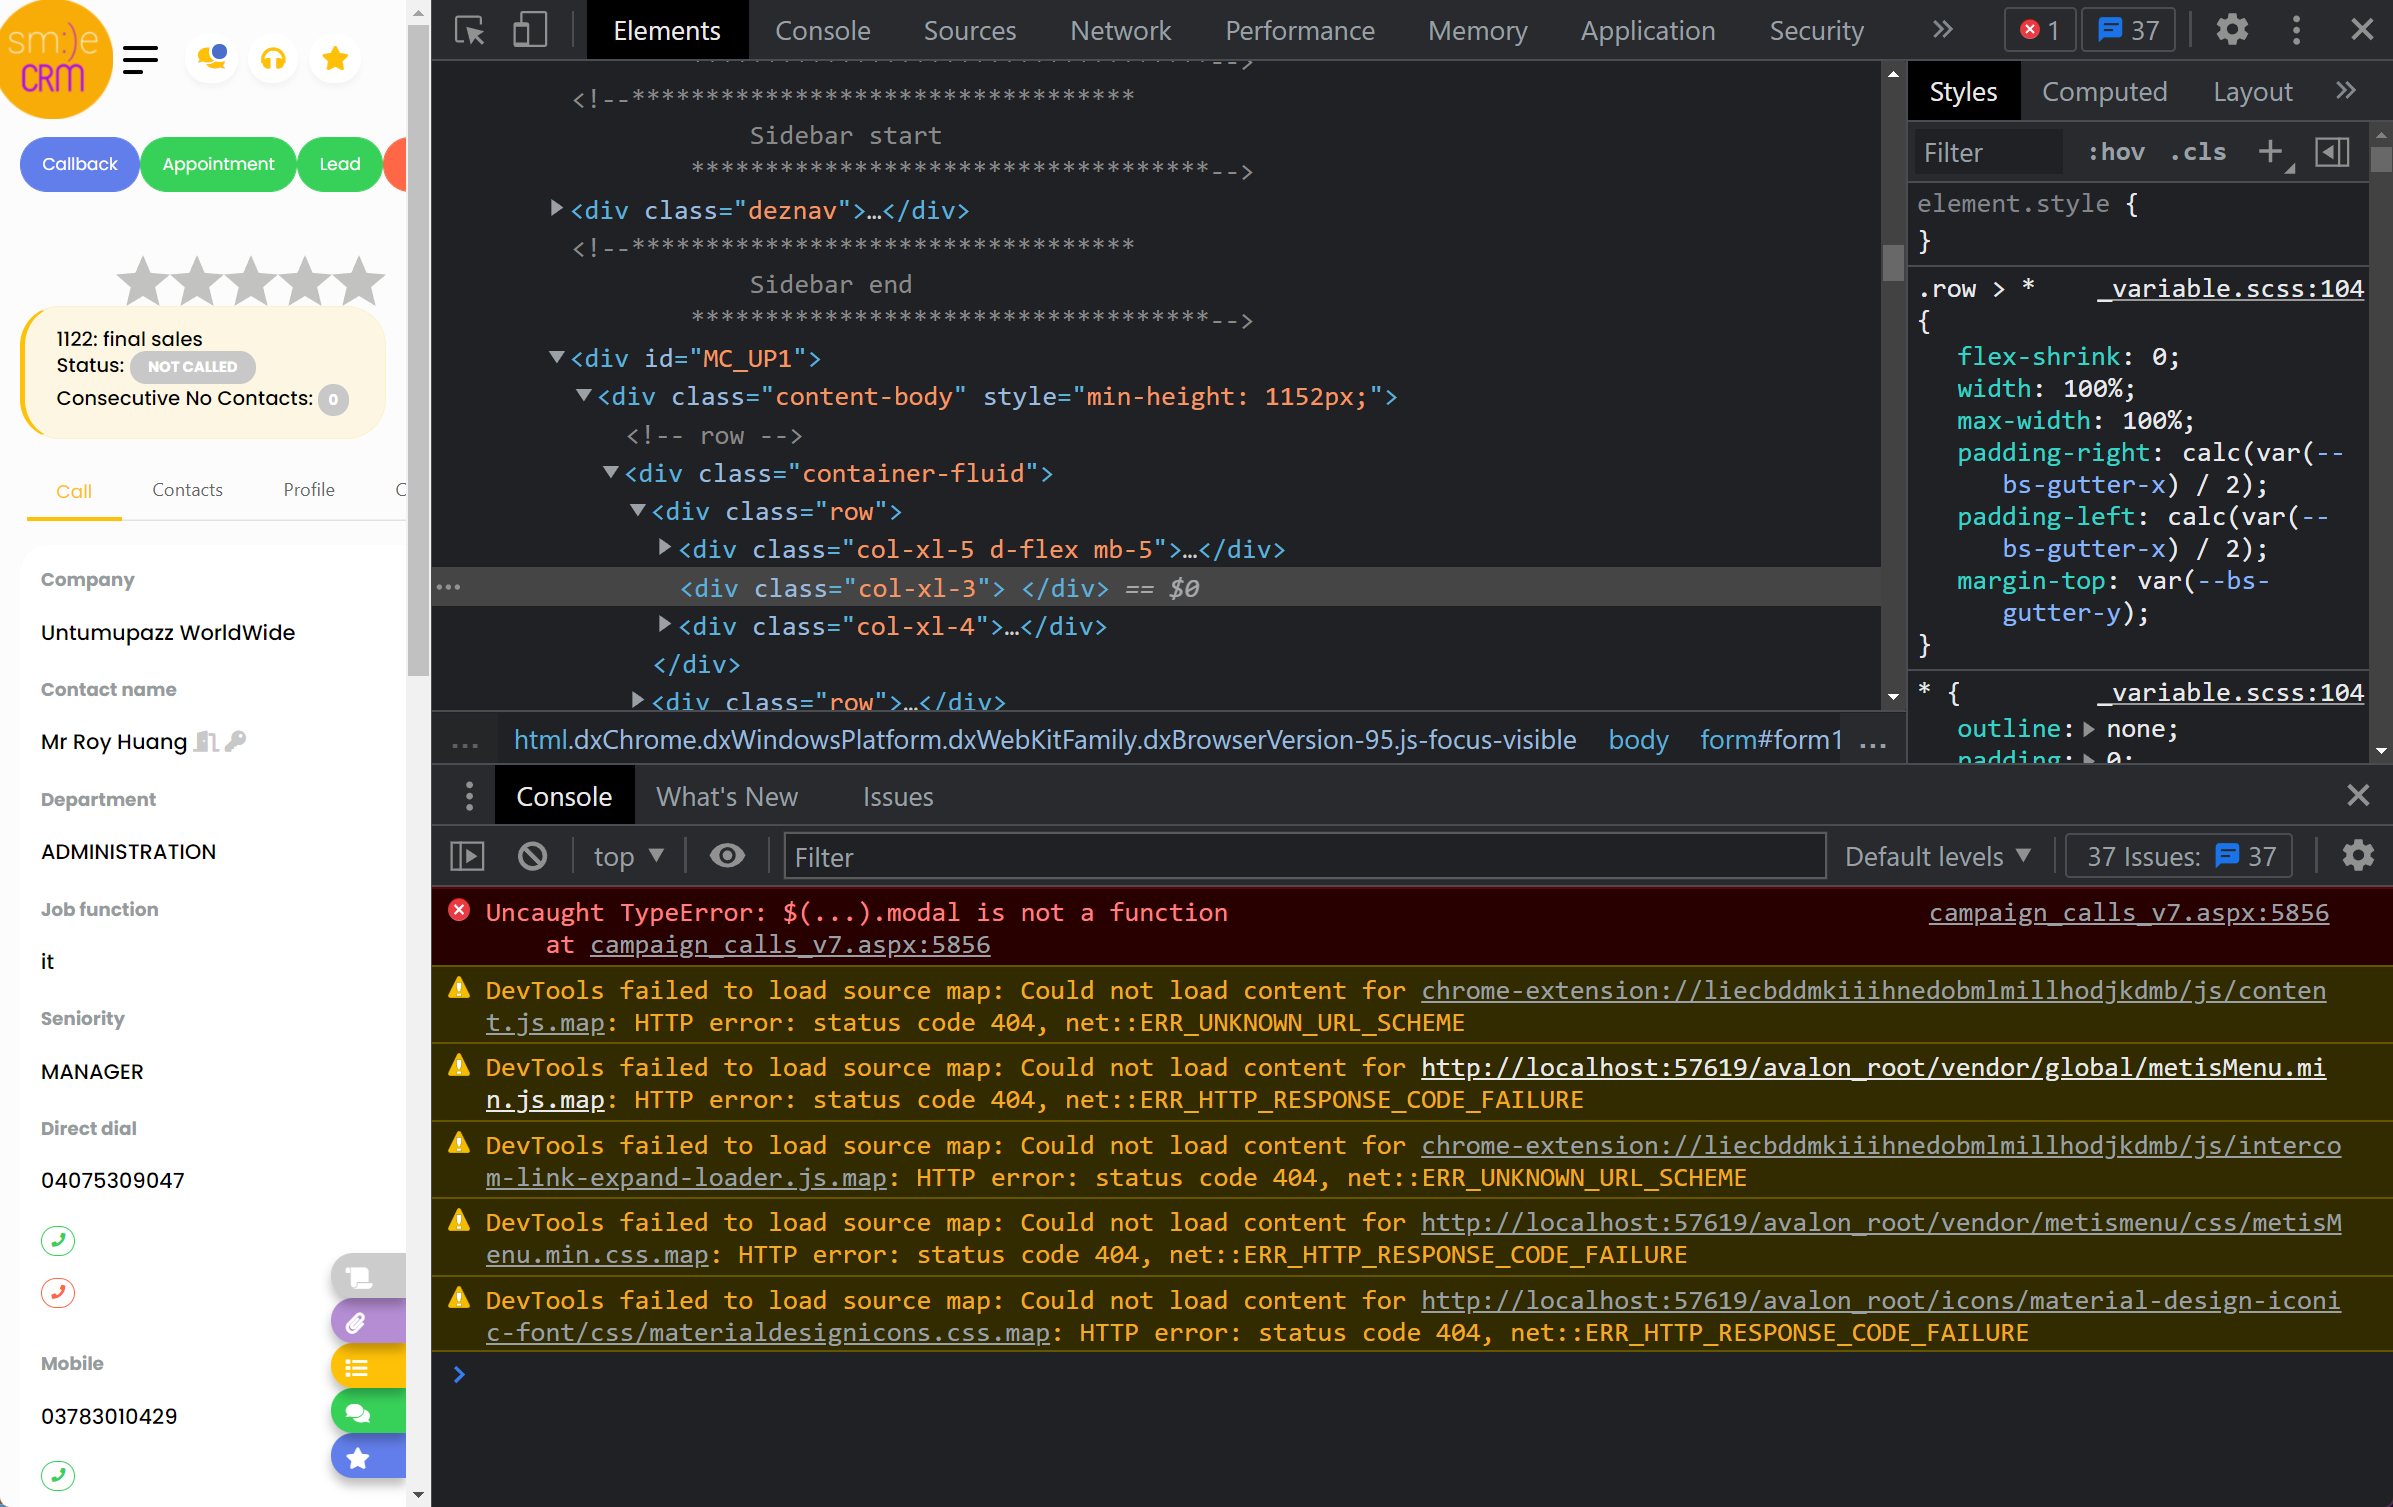 sm:)e
CRM
Callback
Appointment
Lead
1122: final sales
Status: NOT CALLED
Consecutive No Contacts: 0
Call
Contacts
Profile
Company
Untumupazz WorldWide
Contact name
Mr Roy Huang
Department
ADMINISTRATION
Job function
it
Seniority
MANAGER
Direct dial
04075309047
Mobile
03783010429
Elements
Console
Sources
Network
Performance
Memory
Application
Security
1
37
<!--**********************************
Sidebar start
***********************************-->
<div class="deznav">…</div>
<!--**********************************
Sidebar end
***********************************-->
<div id="MC_UP1">
<div class="content-body" style="min-height: 1152px;">
<!-- row -->
<div class="container-fluid">
<div class="row">
<div class="col-xl-5 d-flex mb-5">…</div>
<div class="col-xl-3"> </div> == $0
<div class="col-xl-4">…</div>
</div>
<div class="row">…</div>
... html.dxChrome.dxWindowsPlatform.dxWebKitFamily.dxBrowserVersion-95.js-focus-visible body form#form1 ...
Styles
Computed
Layout
Filter
:hov
.cls
element.style {
}
.row > * _variable.scss:104
{
flex-shrink: 0;
width: 100%;
max-width: 100%;
padding-right: calc(var(--
bs-gutter-x) / 2);
padding-left: calc(var(--
bs-gutter-x) / 2);
margin-top: var(--bs-
gutter-y);
}
* { _variable.scss:104
outline: none;
padding: 0;
Console
What's New
Issues
top
Filter
Default levels
37 Issues: 37
Uncaught TypeError: $(...).modal is not a function campaign_calls_v7.aspx:5856
at campaign_calls_v7.aspx:5856
DevTools failed to load source map: Could not load content for chrome-extension://liecbddmkiiihnedobmlmillhodjkdmb/js/conten
t.js.map: HTTP error: status code 404, net::ERR_UNKNOWN_URL_SCHEME
DevTools failed to load source map: Could not load content for http://localhost:57619/avalon_root/vendor/global/metisMenu.mi
n.js.map: HTTP error: status code 404, net::ERR_HTTP_RESPONSE_CODE_FAILURE
DevTools failed to load source map: Could not load content for chrome-extension://liecbddmkiiihnedobmlmillhodjkdmb/js/interco
m-link-expand-loader.js.map: HTTP error: status code 404, net::ERR_UNKNOWN_URL_SCHEME
DevTools failed to load source map: Could not load content for http://localhost:57619/avalon_root/vendor/metismenu/css/metisM
enu.min.css.map: HTTP error: status code 404, net::ERR_HTTP_RESPONSE_CODE_FAILURE
DevTools failed to load source map: Could not load content for http://localhost:57619/avalon_root/icons/material-design-iconi
c-font/css/materialdesignicons.css.map: HTTP error: status code 404, net::ERR_HTTP_RESPONSE_CODE_FAILURE